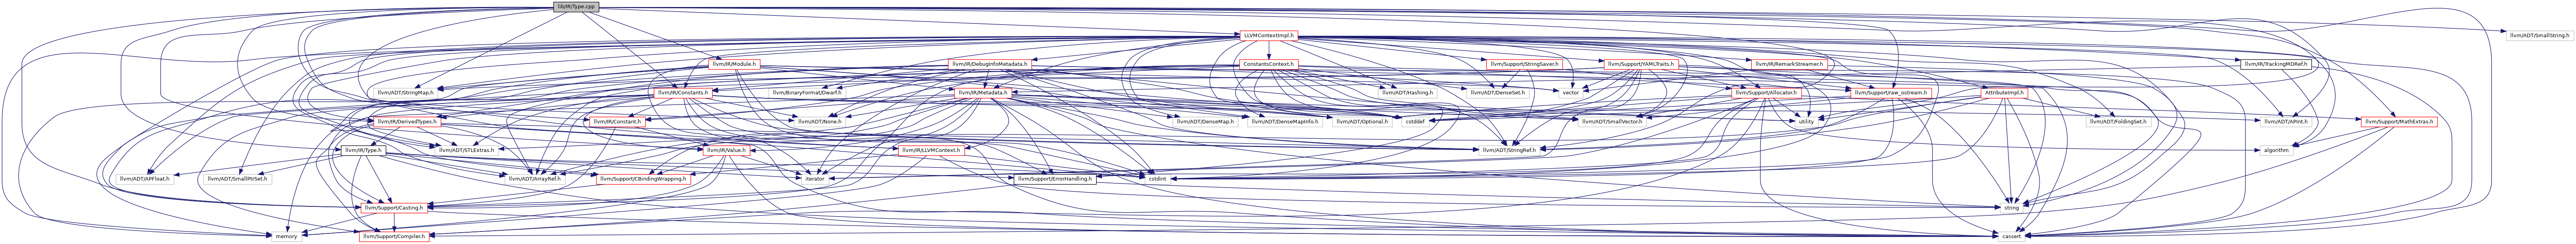 lib/IR/Type.cpp
LLVMContextImpl.h
llvm/ADT/SmallString.h
llvm/IR/Module.h
llvm/IR/DebugInfoMetadata.h
ConstantsContext.h
llvm/Support/StringSaver.h
llvm/Support/YAMLTraits.h
llvm/IR/RemarkStreamer.h
llvm/IR/TrackingMDRef.h
llvm/ADT/StringMap.h
llvm/IR/Constants.h
llvm/BinaryFormat/Dwarf.h
llvm/IR/Metadata.h
llvm/ADT/Hashing.h
llvm/ADT/DenseSet.h
vector
llvm/Support/Allocator.h
llvm/Support/raw_ostream.h
AttributeImpl.h
llvm/IR/DerivedTypes.h
llvm/IR/Constant.h
llvm/ADT/None.h
llvm/ADT/DenseMap.h
llvm/ADT/DenseMapInfo.h
llvm/ADT/Optional.h
cstddef
llvm/ADT/SmallVector.h
utility
llvm/ADT/FoldingSet.h
llvm/ADT/APInt.h
llvm/Support/MathExtras.h
llvm/IR/Type.h
llvm/ADT/STLExtras.h
llvm/IR/Value.h
llvm/IR/LLVMContext.h
llvm/ADT/StringRef.h
algorithm
llvm/ADT/APFloat.h
llvm/ADT/SmallPtrSet.h
llvm/ADT/ArrayRef.h
llvm/Support/CBindingWrapping.h
iterator
llvm/Support/ErrorHandling.h
cstdint
llvm/Support/Casting.h
string
memory
llvm/Support/Compiler.h
cassert